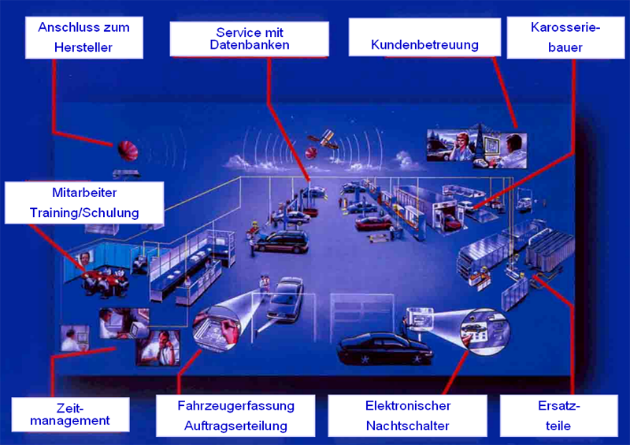 Anschluss zum
Hersteller
Service mit
Datenbanken
Kundenbetreuung
Karosserie-
bauer
Mitarbeiter
Training/Schulung
Zeit-
management
Fahrzeugerfassung
Auftragserteilung
Elektronischer
Nachtschalter
Ersatz-
teile